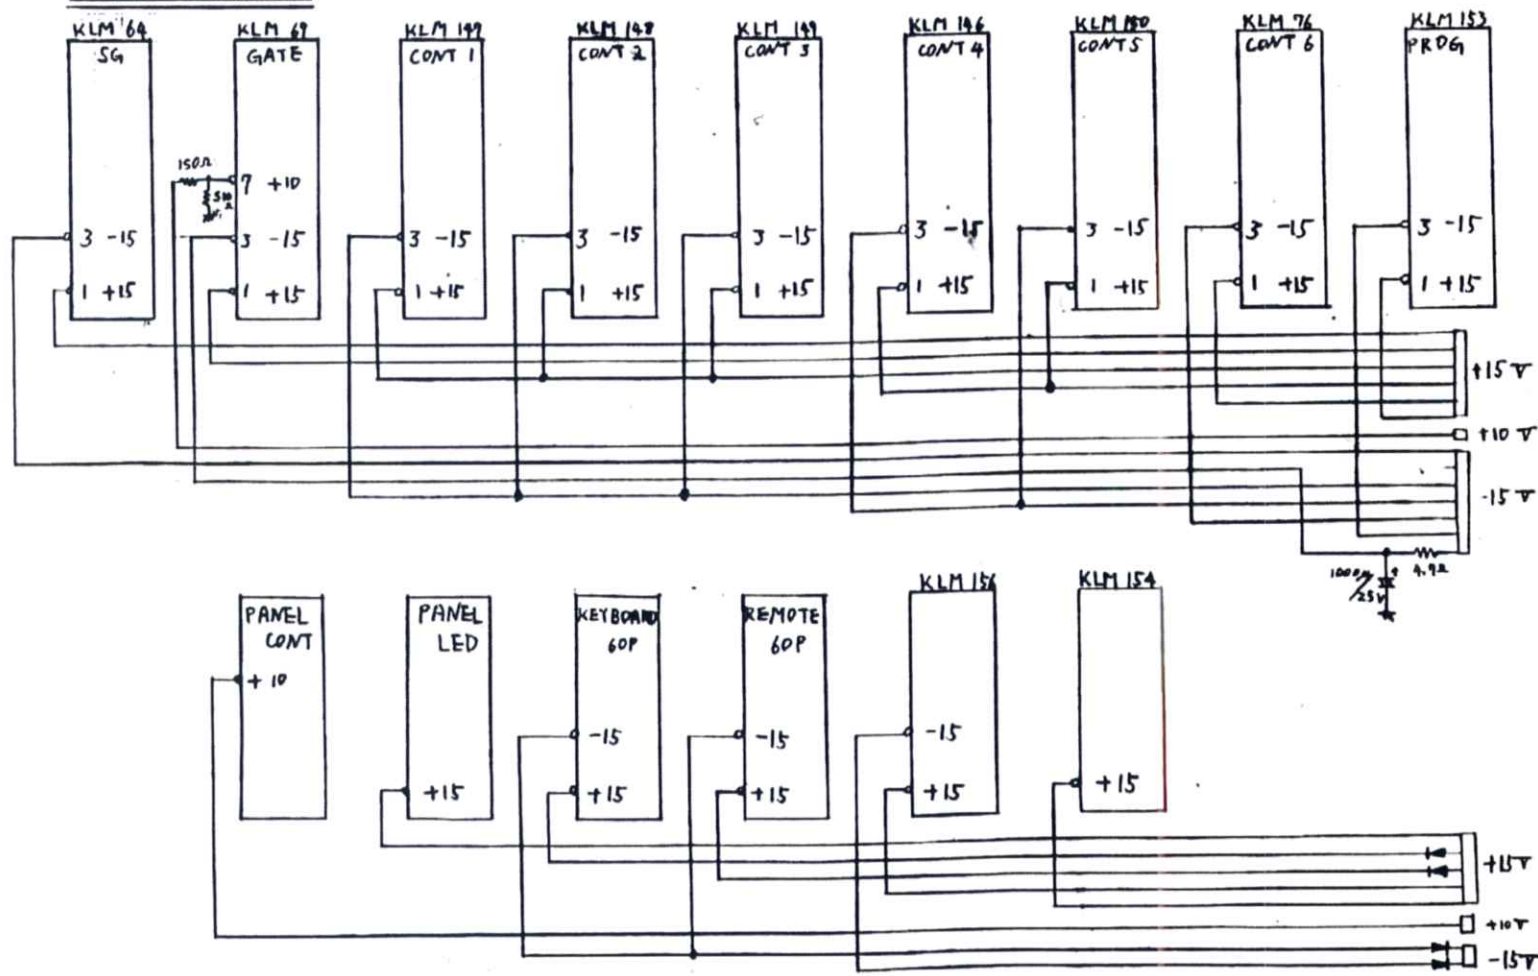 KLM 64
SG
KLM 69
GATE
KLM 149
CONT 1
KLM 148
CONT 2
KLM 149
CONT 3
KLM 146
CONT 4
KLM 150
CONT 5
KLM 76
CONT 6
KLM 153
PROG
150Ω
7 +10
3 -15
1 +15
3 -15
1 +15
3 -15
1 +15
3 -15
1 +15
3 -15
1 +15
3 -15
1 +15
3 -15
1 +15
3 -15
1 +15
3 -15
1 +15
+15V
+10V
-15V
4.7Ω
/25V
PANEL
CONT
+10
PANEL
LED
+15
KEYBOARD
60P
-15
+15
REMOTE
60P
-15
+15
KLM 156
-15
+15
KLM 154
+15
+15V
+10V
-15V